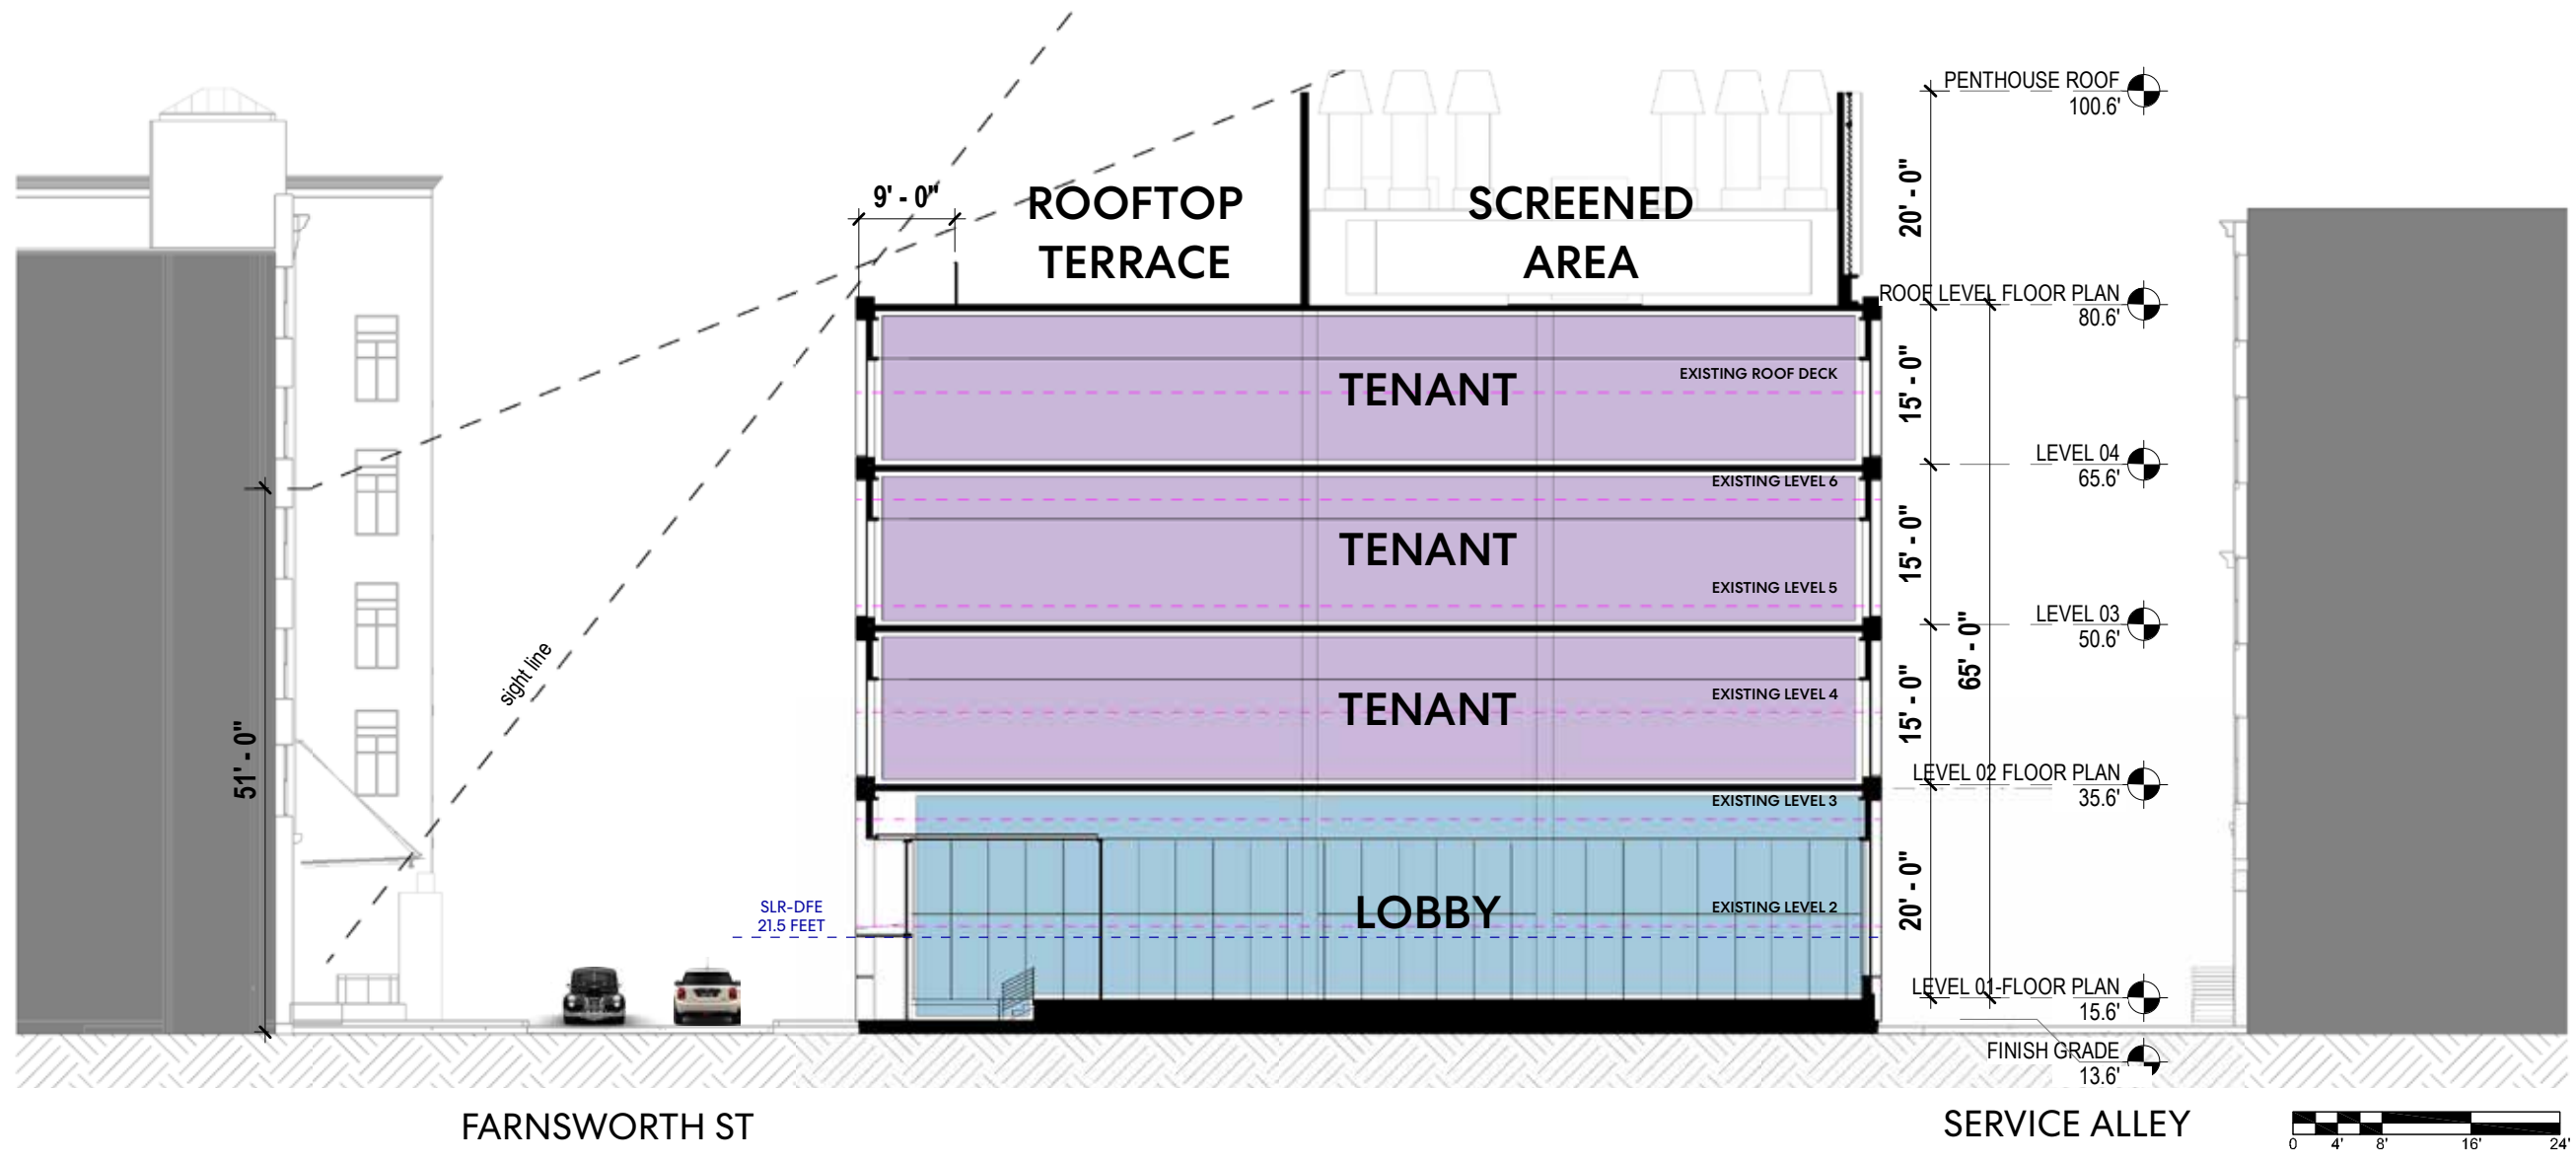 PENTHOUSE ROOF
100.6'
9' - 0"
ROOFTOP
TERRACE
SCREENED
AREA
20' - 0"
ROOF LEVEL FLOOR PLAN
80.6'
EXISTING ROOF DECK
TENANT
15' - 0"
LEVEL 04
65.6'
EXISTING LEVEL 6
TENANT
15' - 0"
EXISTING LEVEL 5
LEVEL 03
50.6'
65' - 0"
sight line
EXISTING LEVEL 4
TENANT
15' - 0"
51' - 0"
LEVEL 02 FLOOR PLAN
35.6'
EXISTING LEVEL 3
20' - 0"
SLR-DFE
21.5 FEET
LOBBY
EXISTING LEVEL 2
LEVEL 01-FLOOR PLAN
15.6'
FINISH GRADE
13.6'
FARNSWORTH ST
SERVICE ALLEY
0 4' 8' 16' 24'